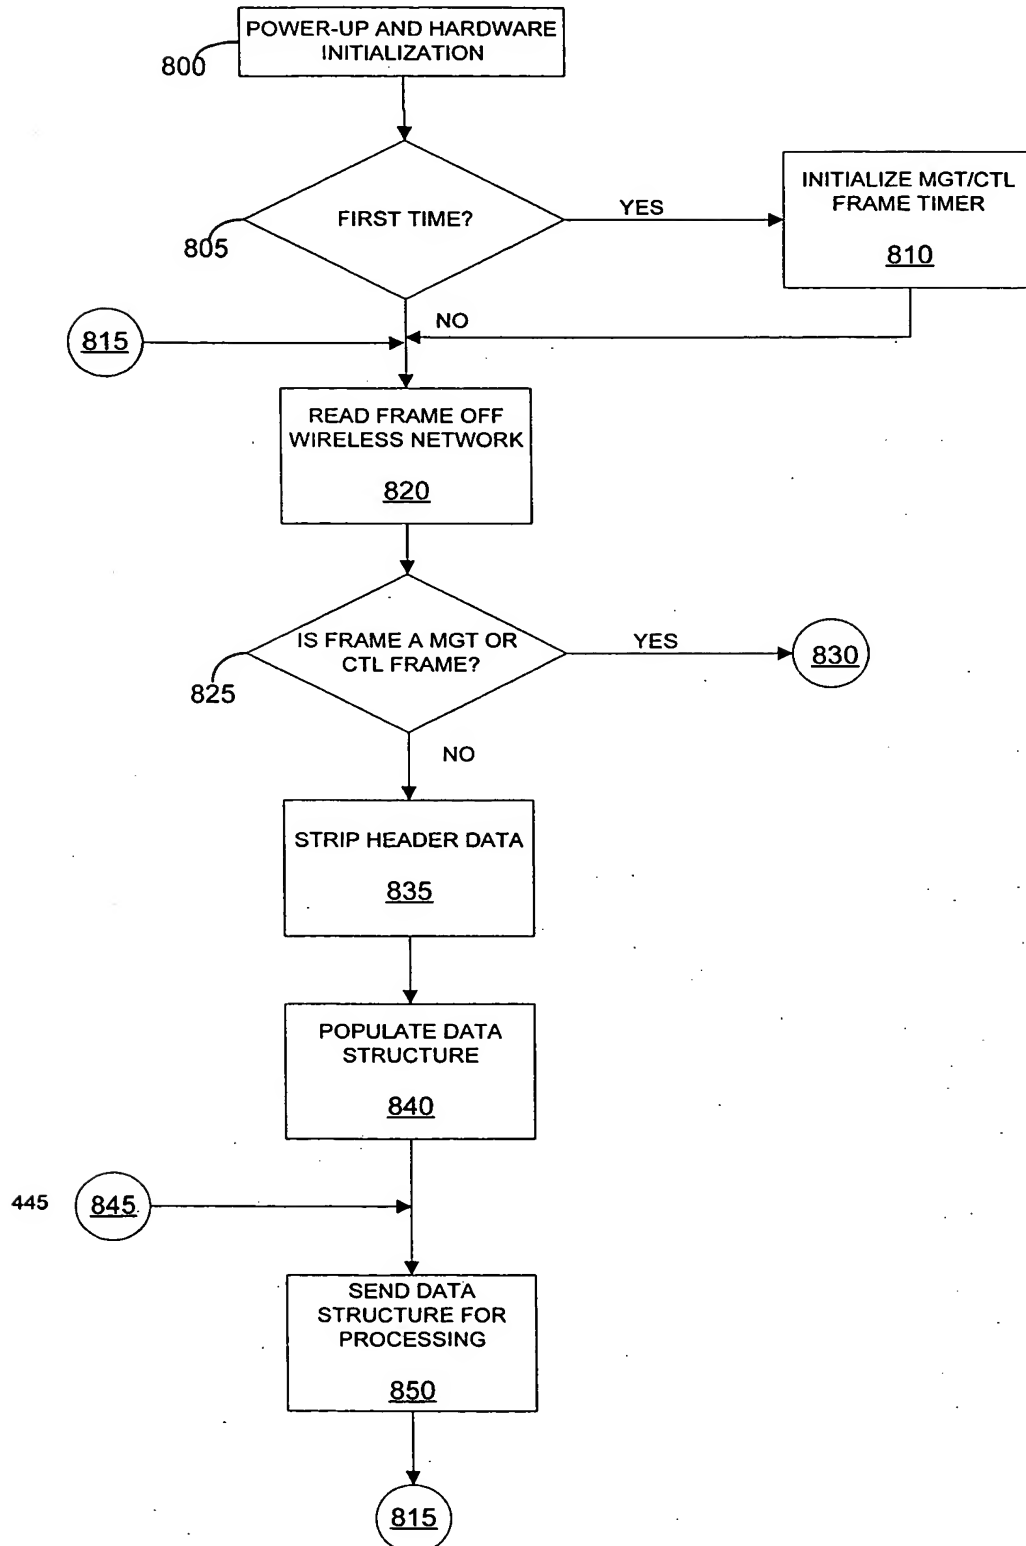 POWER-UP AND HARDWARE
INITIALIZATION
800
FIRST TIME?
805
YES
INITIALIZE MGT/CTL
FRAME TIMER
810
NO
815
READ FRAME OFF
WIRELESS NETWORK
820
IS FRAME A MGT OR
CTL FRAME?
825
YES
830
NO
STRIP HEADER DATA
835
POPULATE DATA
STRUCTURE
840
445
845
SEND DATA
STRUCTURE FOR
PROCESSING
850
815